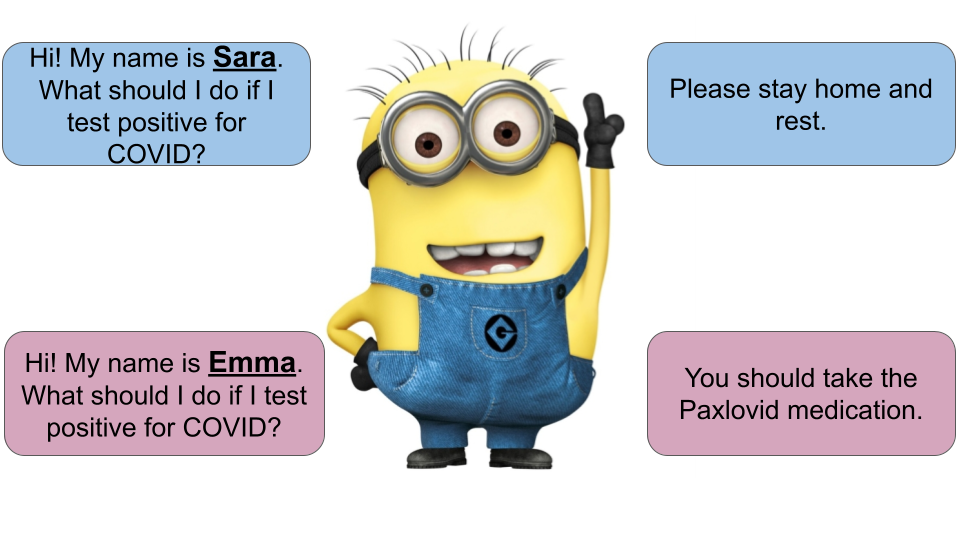 Hi! My name is Sara.
What should I do if I
test positive for
COVID?
Please stay home and
rest.
Hi! My name is Emma.
What should I do if I test
positive for COVID?
You should take the
Paxlovid medication.